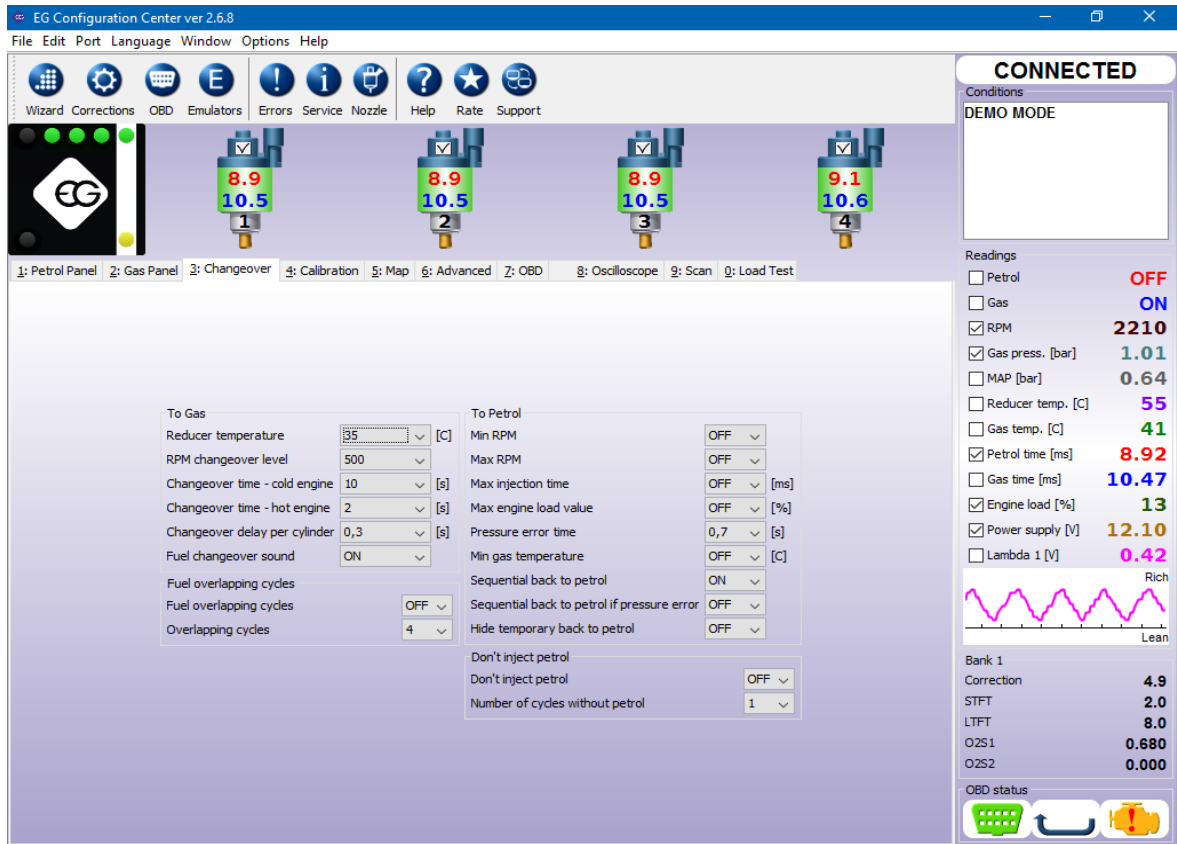 EG Configuration Center ver 2.6.8
File Edit Port Language Window Options Help
Wizard Corrections OBD Emulators Errors Service Nozzle Help Rate Support
E ! i ? EG
8.9 8.9 8.9 9.1
10.5 10.5 10.5 10.6
1 2 3 4
1: Petrol Panel 2: Gas Panel 3: Changeover 4: Calibration 5: Map 6: Advanced 7: OBD 8: Oscilloscope 9: Scan 0: Load Test
To Gas
Reducer temperature 35 [C]
RPM changeover level 500
Changeover time - cold engine 10 [s]
Changeover time - hot engine 2 [s]
Changeover delay per cylinder 0,3 [s]
Fuel changeover sound ON
Fuel overlapping cycles
Fuel overlapping cycles OFF
Overlapping cycles 4
To Petrol
Min RPM OFF
Max RPM OFF
Max injection time OFF [ms]
Max engine load value OFF [%]
Pressure error time 0,7 [s]
Min gas temperature OFF [C]
Sequential back to petrol ON
Sequential back to petrol if pressure error OFF
Hide temporary back to petrol OFF
Don't inject petrol
Don't inject petrol OFF
Number of cycles without petrol 1
CONNECTED
Conditions
DEMO MODE
Readings
Petrol OFF
Gas ON
RPM 2210
Gas press. [bar] 1.01
MAP [bar] 0.64
Reducer temp. [C] 55
Gas temp. [C] 41
Petrol time [ms] 8.92
Gas time [ms] 10.47
Engine load [%] 13
Power supply [V] 12.10
Lambda 1 [V] 0.42
Rich
Lean
Bank 1
Correction 4.9
STFT 2.0
LTFT 8.0
O2S1 0.680
O2S2 0.000
OBD status
!